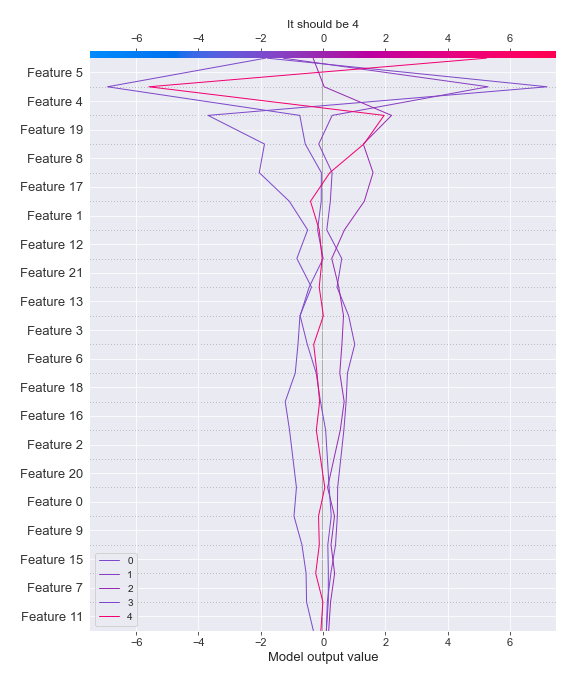 It should be 4
−6 −4 −2 0 2 4 6
Feature 5
Feature 4
Feature 19
Feature 8
Feature 17
Feature 1
Feature 12
Feature 21
Feature 13
Feature 3
Feature 6
Feature 18
Feature 16
Feature 2
Feature 20
Feature 0
Feature 9
Feature 15
Feature 7
Feature 11
0
1
2
3
4
−6 −4 −2 0 2 4 6
Model output value